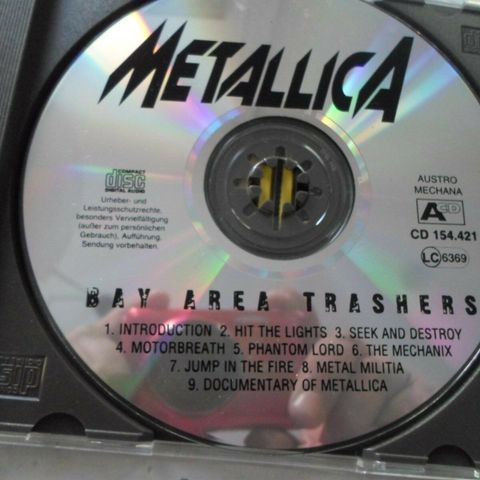 METALLICA
COMPACT
disc
DIGITAL AUDIO
Urheber- und
Leistungsschutzrechte,
besonders Vervielfältigung
(außer zum persönlichen
Gebrauch), Aufführung,
Sendung vorbehalten.
AUSTRO
MECHANA
ACD
CD 154.421
LC 6369
BAY AREA TRASHERS
1. INTRODUCTION 2. HIT THE LIGHTS 3. SEEK AND DESTROY
4. MOTORBREATH 5. PHANTOM LORD 6. THE MECHANIX
7. JUMP IN THE FIRE 8. METAL MILITIA
9. DOCUMENTARY OF METALLICA